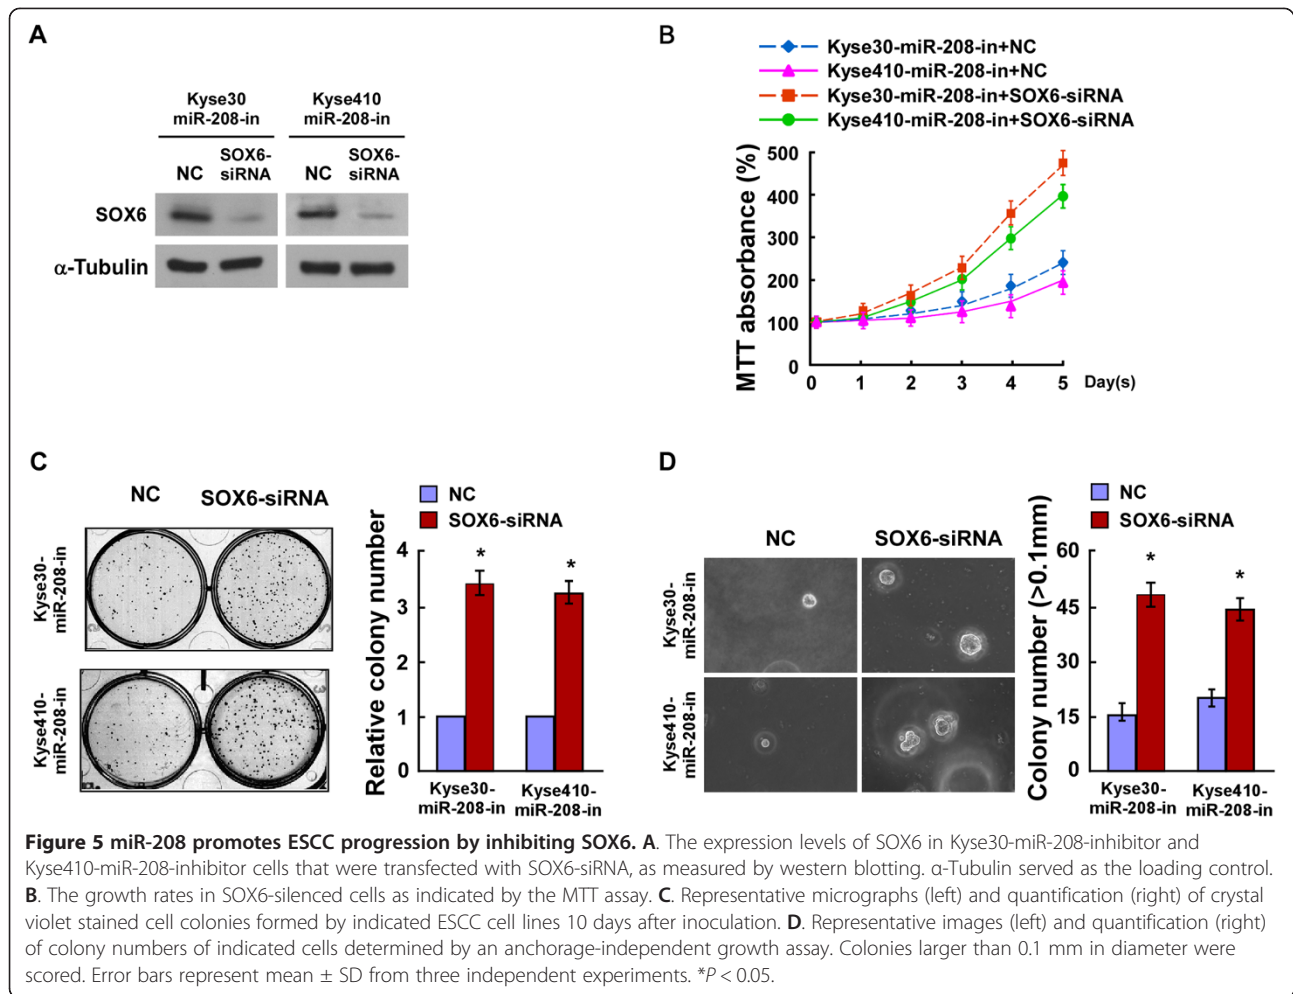 A
Kyse30
miR-208-in
Kyse410
miR-208-in
NC
SOX6-
siRNA
NC
SOX6-
siRNA
SOX6
α-Tubulin
B
Kyse30-miR-208-in+NC
Kyse410-miR-208-in+NC
Kyse30-miR-208-in+SOX6-siRNA
Kyse410-miR-208-in+SOX6-siRNA
MTT absorbance (%)
500
400
300
200
100
0
0 1 2 3 4 5 Day(s)
C
NC SOX6-siRNA
Kyse30-
miR-208-in
Kyse410-
miR-208-in
NC
SOX6-siRNA
Relative colony number
4
3
2
1
0
* *
Kyse30-
miR-208-in
Kyse410-
miR-208-in
D
NC SOX6-siRNA
Kyse30-
miR-208-in
Kyse410-
miR-208-in
NC
SOX6-siRNA
Colony number (>0.1mm)
60
45
30
15
0
* *
Kyse30-
miR-208-in
Kyse410-
miR-208-in
Figure 5 miR-208 promotes ESCC progression by inhibiting SOX6. A. The expression levels of SOX6 in Kyse30-miR-208-inhibitor and
Kyse410-miR-208-inhibitor cells that were transfected with SOX6-siRNA, as measured by western blotting. α-Tubulin served as the loading control.
B. The growth rates in SOX6-silenced cells as indicated by the MTT assay. C. Representative micrographs (left) and quantification (right) of crystal
violet stained cell colonies formed by indicated ESCC cell lines 10 days after inoculation. D. Representative images (left) and quantification (right)
of colony numbers of indicated cells determined by an anchorage-independent growth assay. Colonies larger than 0.1 mm in diameter were
scored. Error bars represent mean ± SD from three independent experiments. *P < 0.05.